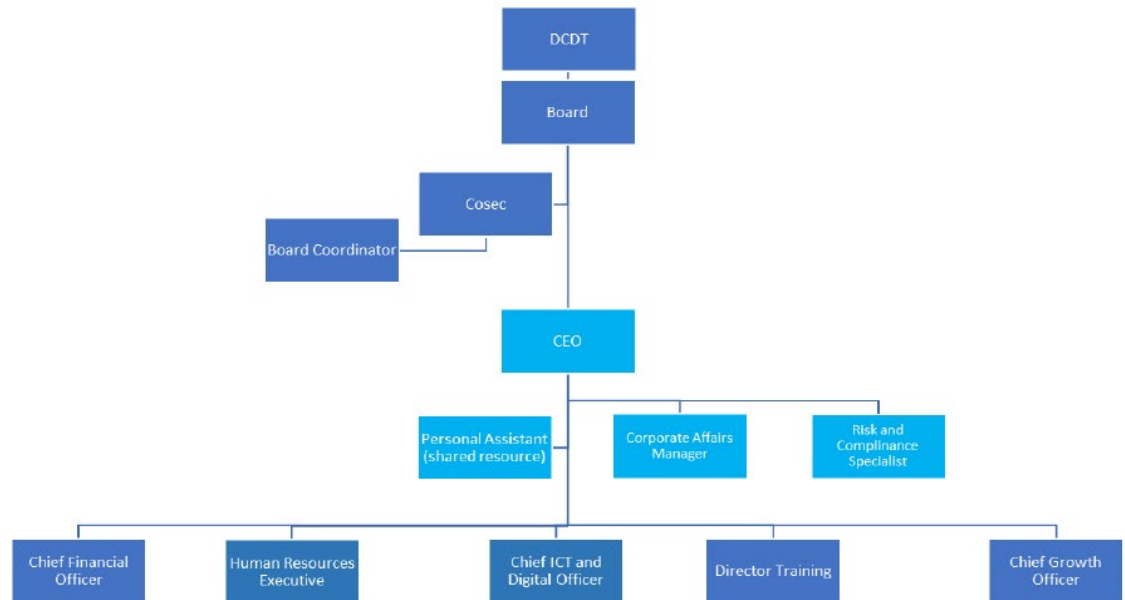 DCDT
Board
Cosec
Board Coordinator
CEO
Personal Assistant
(shared resource)
Corporate Affairs
Manager
Risk and
Complinance
Specialist
Chief Financial
Officer
Human Resources
Executive
Chief ICT and
Digital Officer
Director Training
Chief Growth
Officer